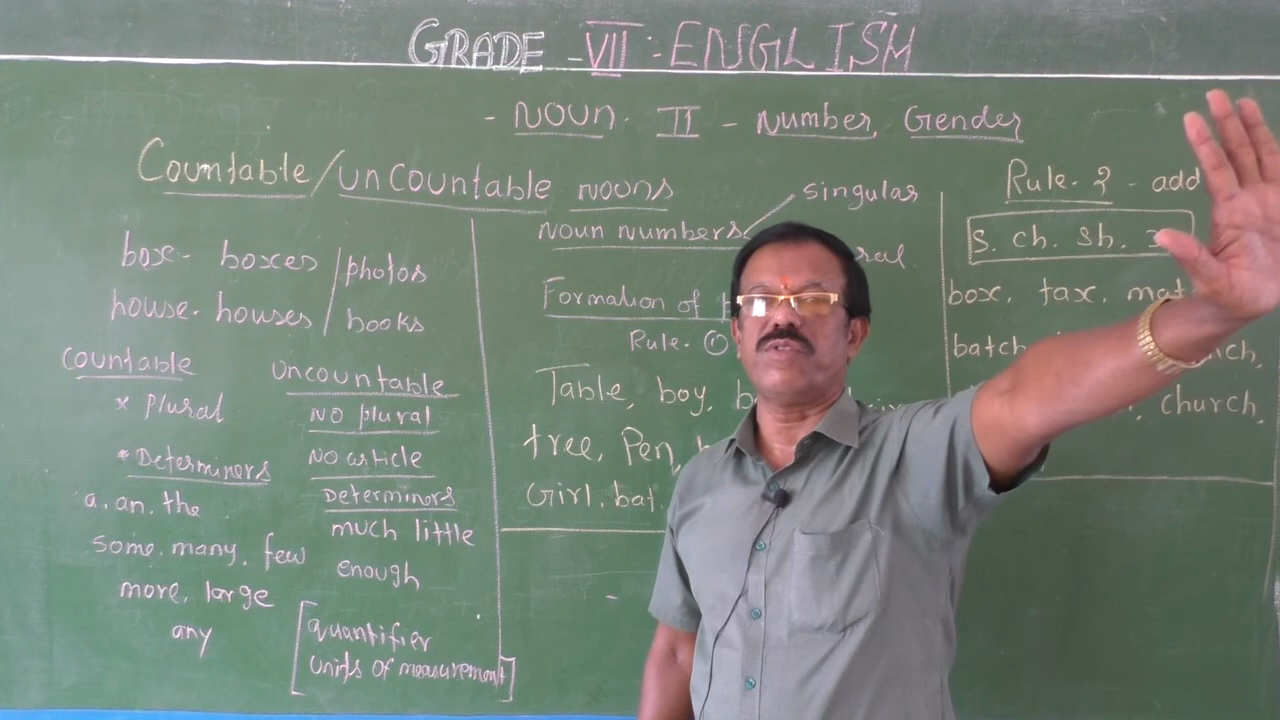 GRADE - VII - ENGLISH
- NOUN. II - Number, Gender
Countable/uncountable nouns
box - boxes / photos
house - houses / books
Countable
* plural
* Determiners
a. an. the
some. many. few
more, large
any
uncountable
No plural
No article
Determiners
much little
enough
quantifier
units of measurement
noun numbers
singular
Formation of
Rule. ①
Table, boy,
tree, Pen,
Girl, bat.
Rule. 2 - add
s. ch. sh.
box. tax.
batch
church,